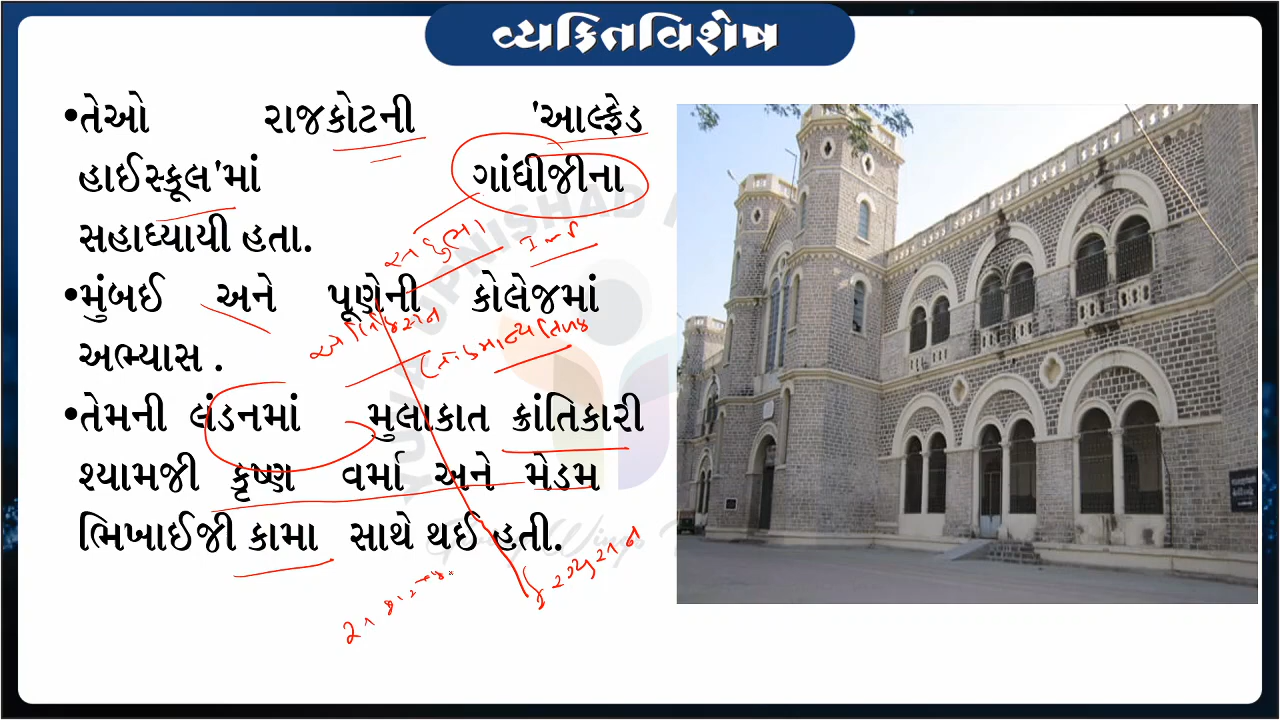 વ્યકિતવિશેષ
•તેઓ રાજકોટની 'આલ્ફ્રેડ
હાઈસ્કૂલ'માં ગાંધીજીના
સહાધ્યાયી હતા.
•મુંબઈ અને પૂણેની કોલેજમાં
અભ્યાસ .
•તેમની લંડનમાં મુલાકાત ક્રાંતિકારી
શ્યામજી કૃષ્ણ વર્મા અને મેડમ
ભિખાઈજી કામા સાથે થઈ હતી.